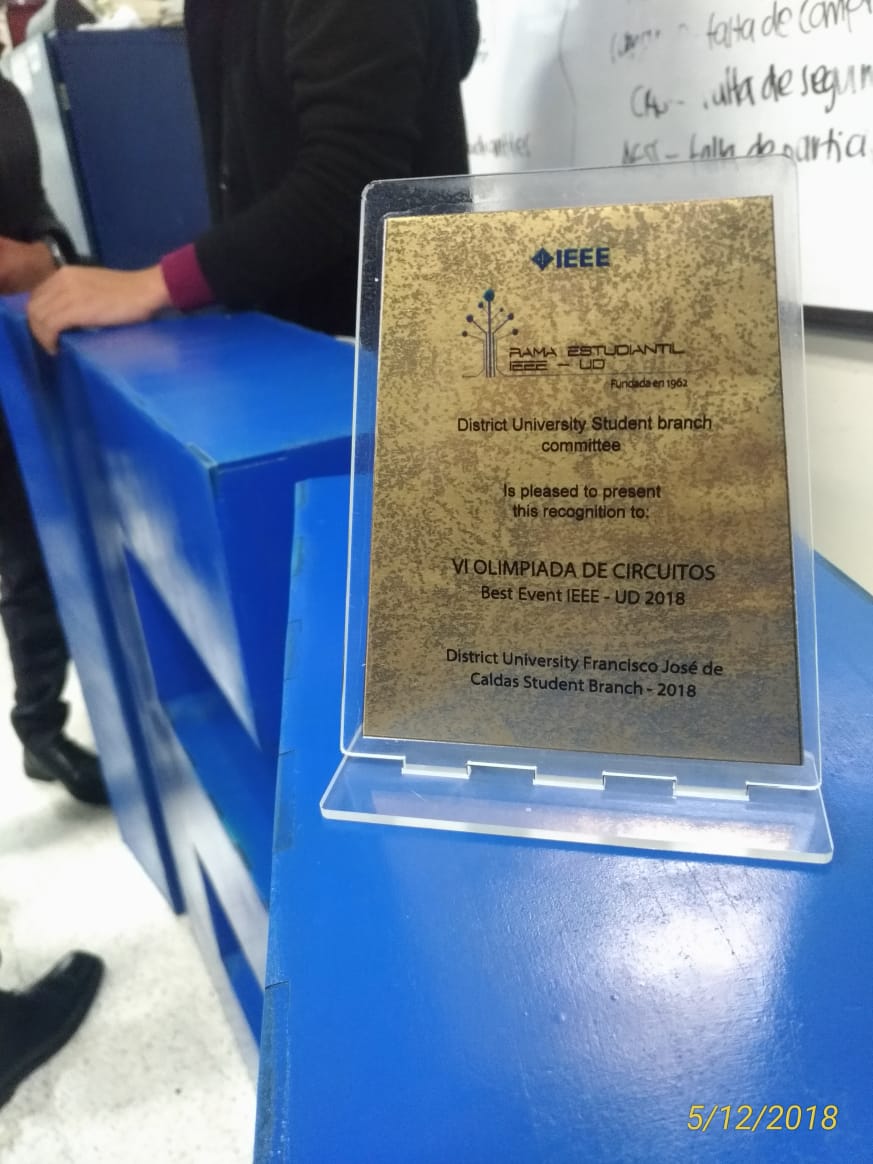 falta de
falta de
falta de
IEEE
RAMA ESTUDIANTIL
IEEE - UD
Fundada en 1962
District University Student branch
committee
Is pleased to present
this recognition to:
VI OLIMPIADA DE CIRCUITOS
Best Event IEEE - UD 2018
District University Francisco José de
Caldas Student Branch - 2018
5/12/2018